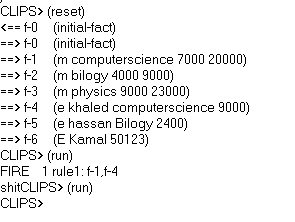 CLIPS> (reset)
<== f-0 (initial-fact)
==> f-0 (initial-fact)
==> f-1 (m computerscience 7000 20000)
==> f-2 (m bilogy 4000 9000)
==> f-3 (m physics 9000 23000)
==> f-4 (e khaled computerscience 9000)
==> f-5 (e hassan Bilogy 2400)
==> f-6 (E Kamal 50123)
CLIPS> (run)
FIRE 1 rule1: f-1,f-4
shitCLIPS> (run)
CLIPS>